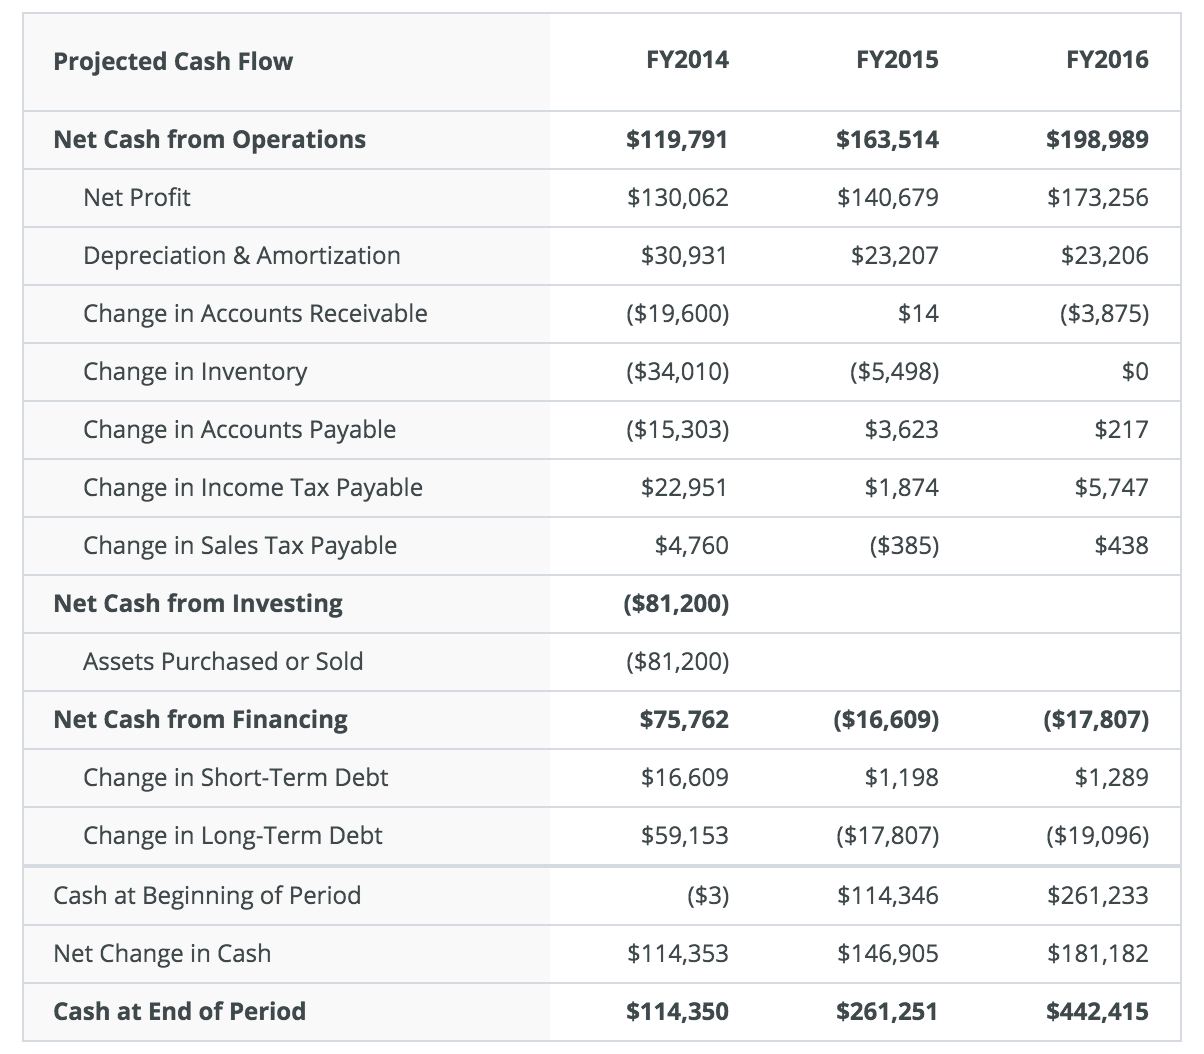 Projected Cash Flow FY2014 FY2015 FY2016
Net Cash from Operations $119,791 $163,514 $198,989
Net Profit $130,062 $140,679 $173,256
Depreciation & Amortization $30,931 $23,207 $23,206
Change in Accounts Receivable ($19,600) $14 ($3,875)
Change in Inventory ($34,010) ($5,498) $0
Change in Accounts Payable ($15,303) $3,623 $217
Change in Income Tax Payable $22,951 $1,874 $5,747
Change in Sales Tax Payable $4,760 ($385) $438
Net Cash from Investing ($81,200)
Assets Purchased or Sold ($81,200)
Net Cash from Financing $75,762 ($16,609) ($17,807)
Change in Short-Term Debt $16,609 $1,198 $1,289
Change in Long-Term Debt $59,153 ($17,807) ($19,096)
Cash at Beginning of Period ($3) $114,346 $261,233
Net Change in Cash $114,353 $146,905 $181,182
Cash at End of Period $114,350 $261,251 $442,415